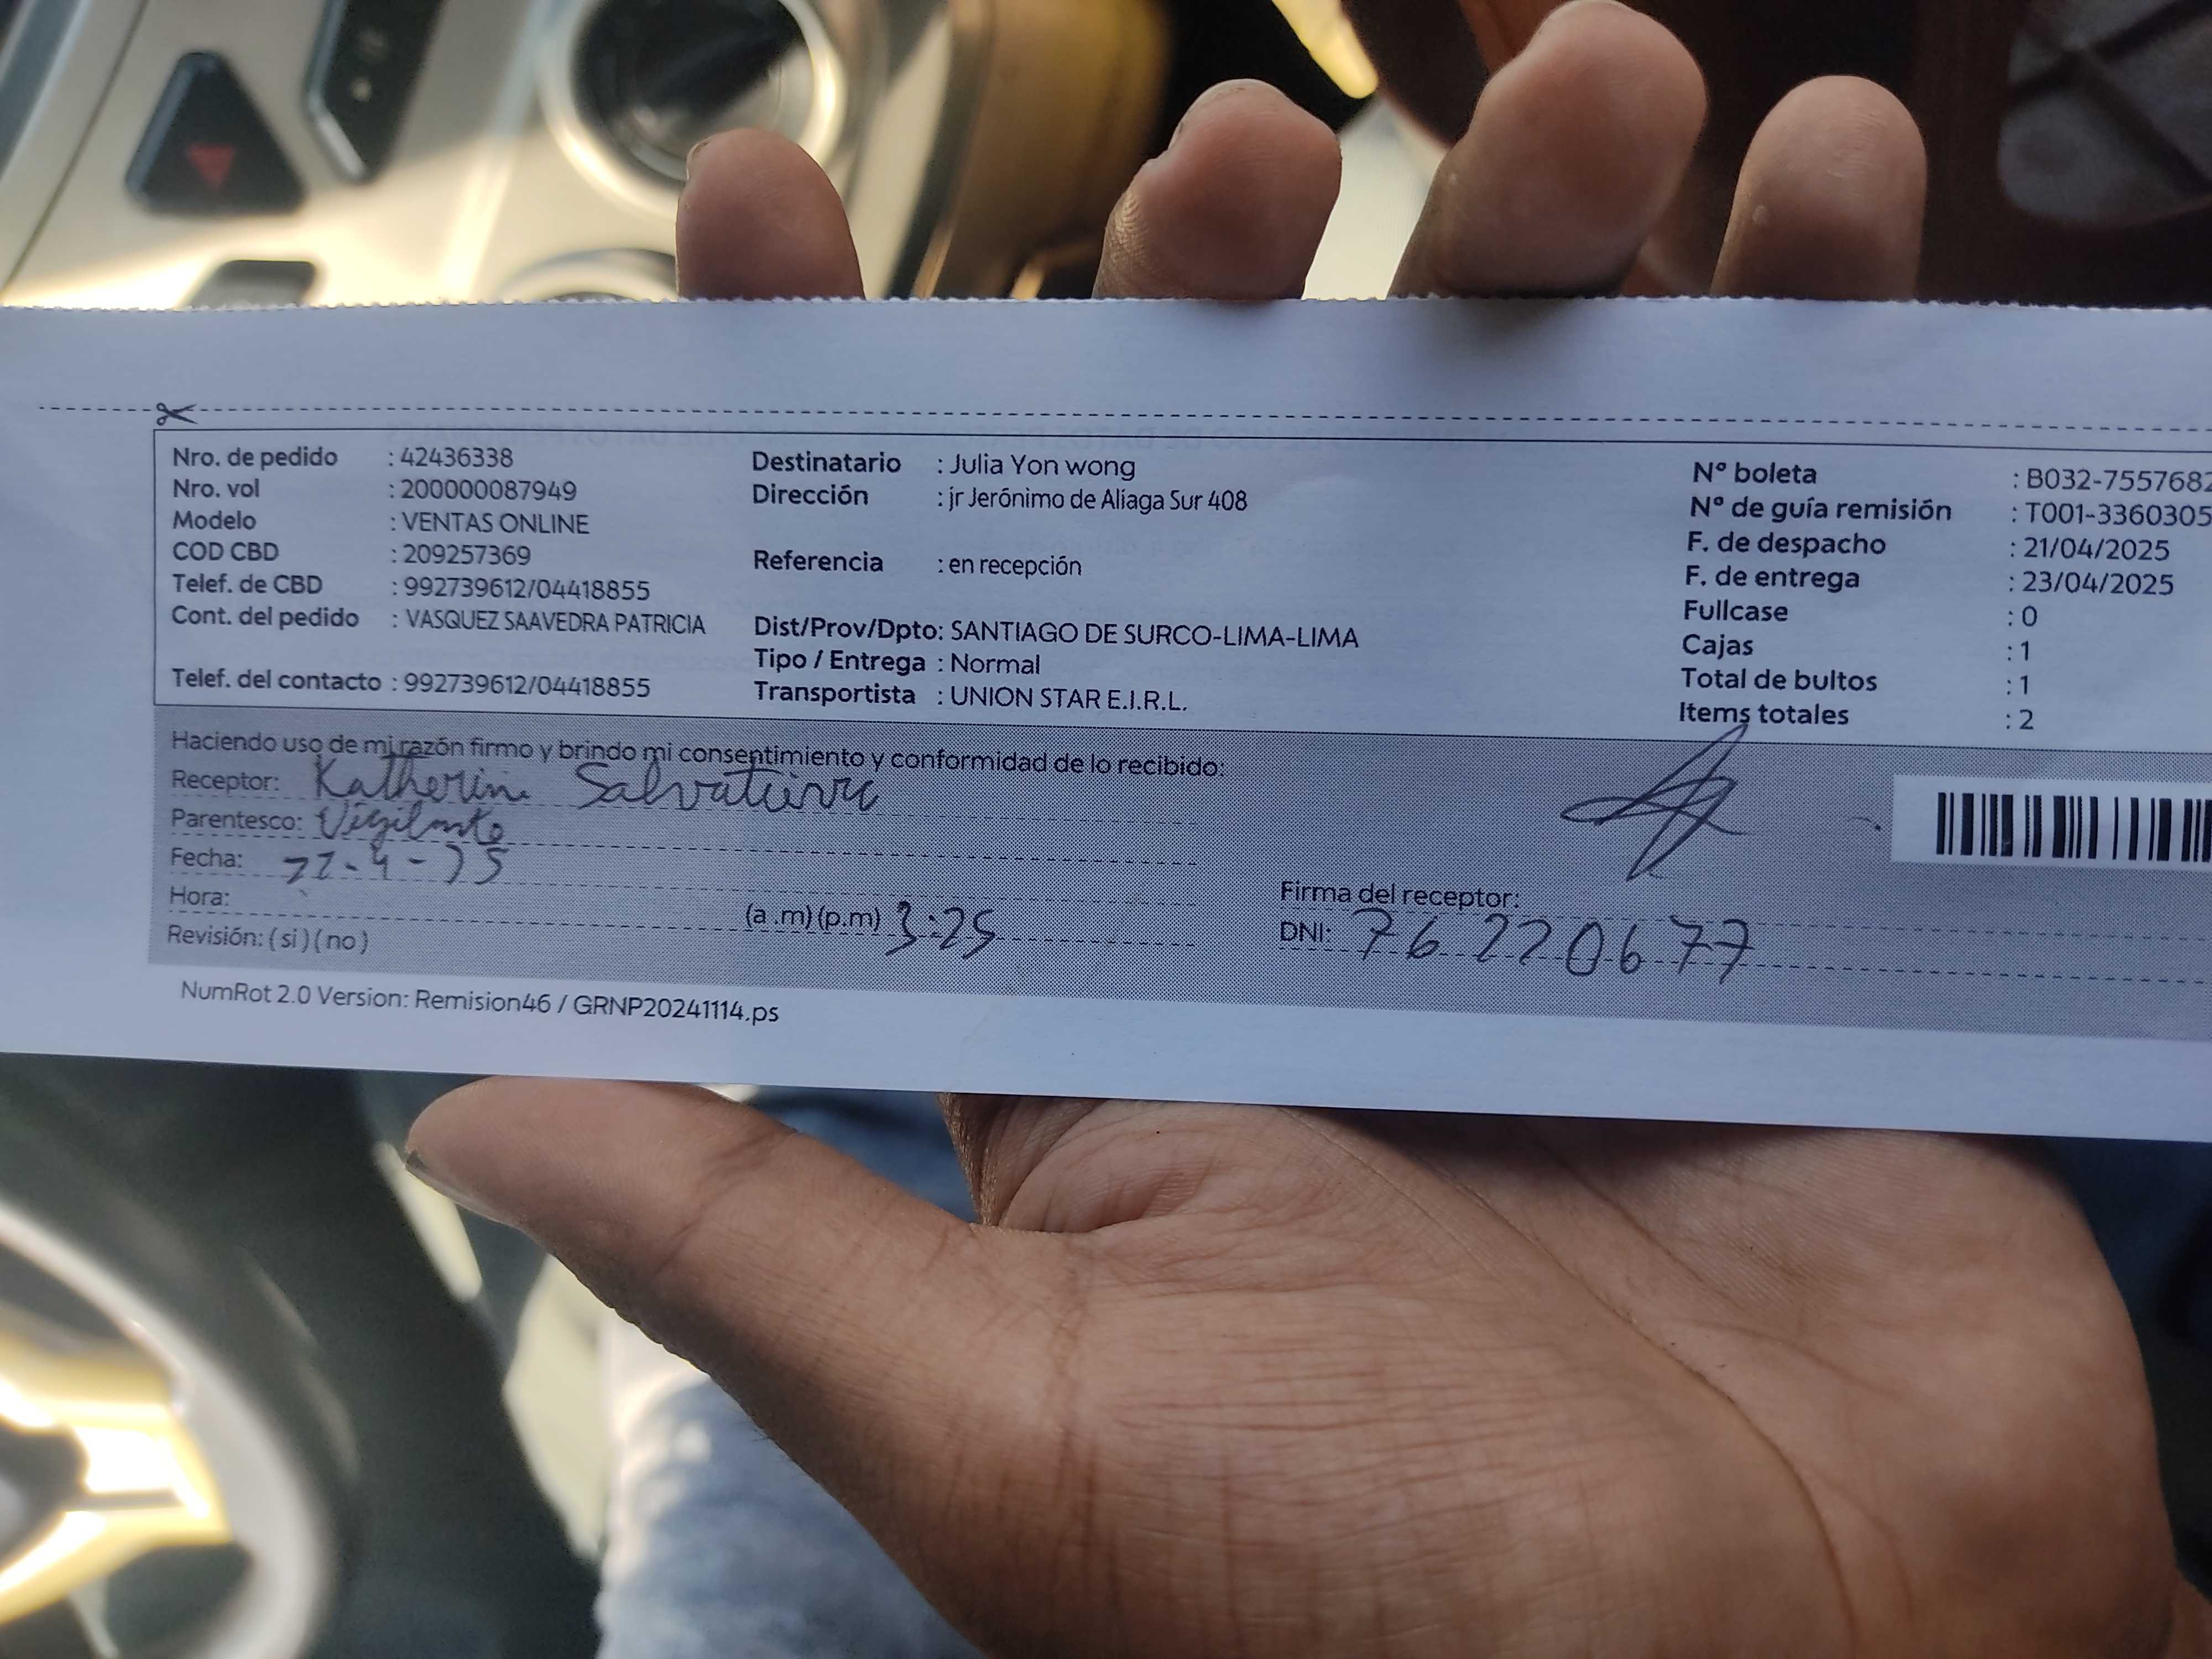 Nro. de pedido : 42436338
Nro. vol : 200000087949
Modelo : VENTAS ONLINE
COD CBD : 209257369
Telef. de CBD : 992739612/04418855
Cont. del pedido : VASQUEZ SAAVEDRA PATRICIA
Telef. del contacto : 992739612/04418855
Destinatario : Julia Yon wong
Dirección : jr Jerónimo de Aliaga Sur 408
Referencia : en recepción
Dist/Prov/Dpto: SANTIAGO DE SURCO-LIMA-LIMA
Tipo / Entrega : Normal
Transportista : UNION STAR E.I.R.L.
N° boleta : B032-7557682
N° de guía remisión : T001-3360305
F. de despacho : 21/04/2025
F. de entrega : 23/04/2025
Fullcase : 0
Cajas : 1
Total de bultos : 1
Items totales : 2
Haciendo uso de mi razón firmo y brindo mi consentimiento y conformidad de lo recibido:
Receptor: Katherine Salvatierra
Parentesco: Vigilante
Fecha: 22-4-25
Hora: (a .m) (p.m) 3:25
Revisión: ( si ) ( no )
Firma del receptor:
DNI: 76220677
NumRot 2.0 Version: Remision46 / GRNP20241114.ps